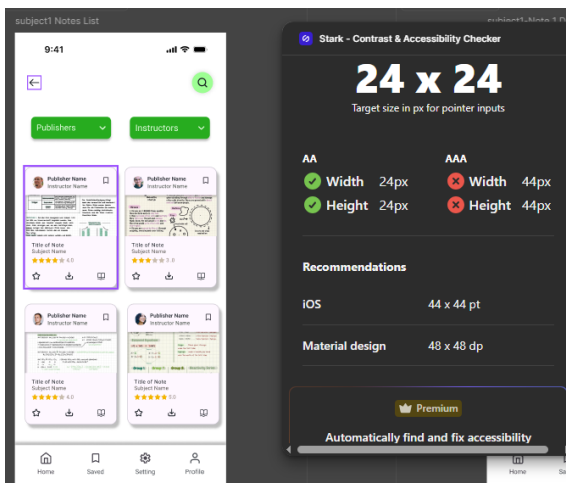 subject1 Notes List
9:41
Publishers
Instructors
Publisher Name
Instructor Name
Title of Note
Subject Name
4.0
Publisher Name
Instructor Name
Title of Note
Subject Name
Publisher Name
Instructor Name
Title of Note
Subject Name
4.0
Publisher Name
Instructor Name
Title of Note
Subject Name
5.0
Home
Saved
Setting
Profile
subject1-Note 1 D
Stark - Contrast & Accessibility Checker
24 x 24
Target size in px for pointer inputs
AA
AAA
Width 24px
Width 44px
Height 24px
Height 44px
Recommendations
iOS 44 x 44 pt
Material design 48 x 48 dp
Premium
Automatically find and fix accessibility
Home